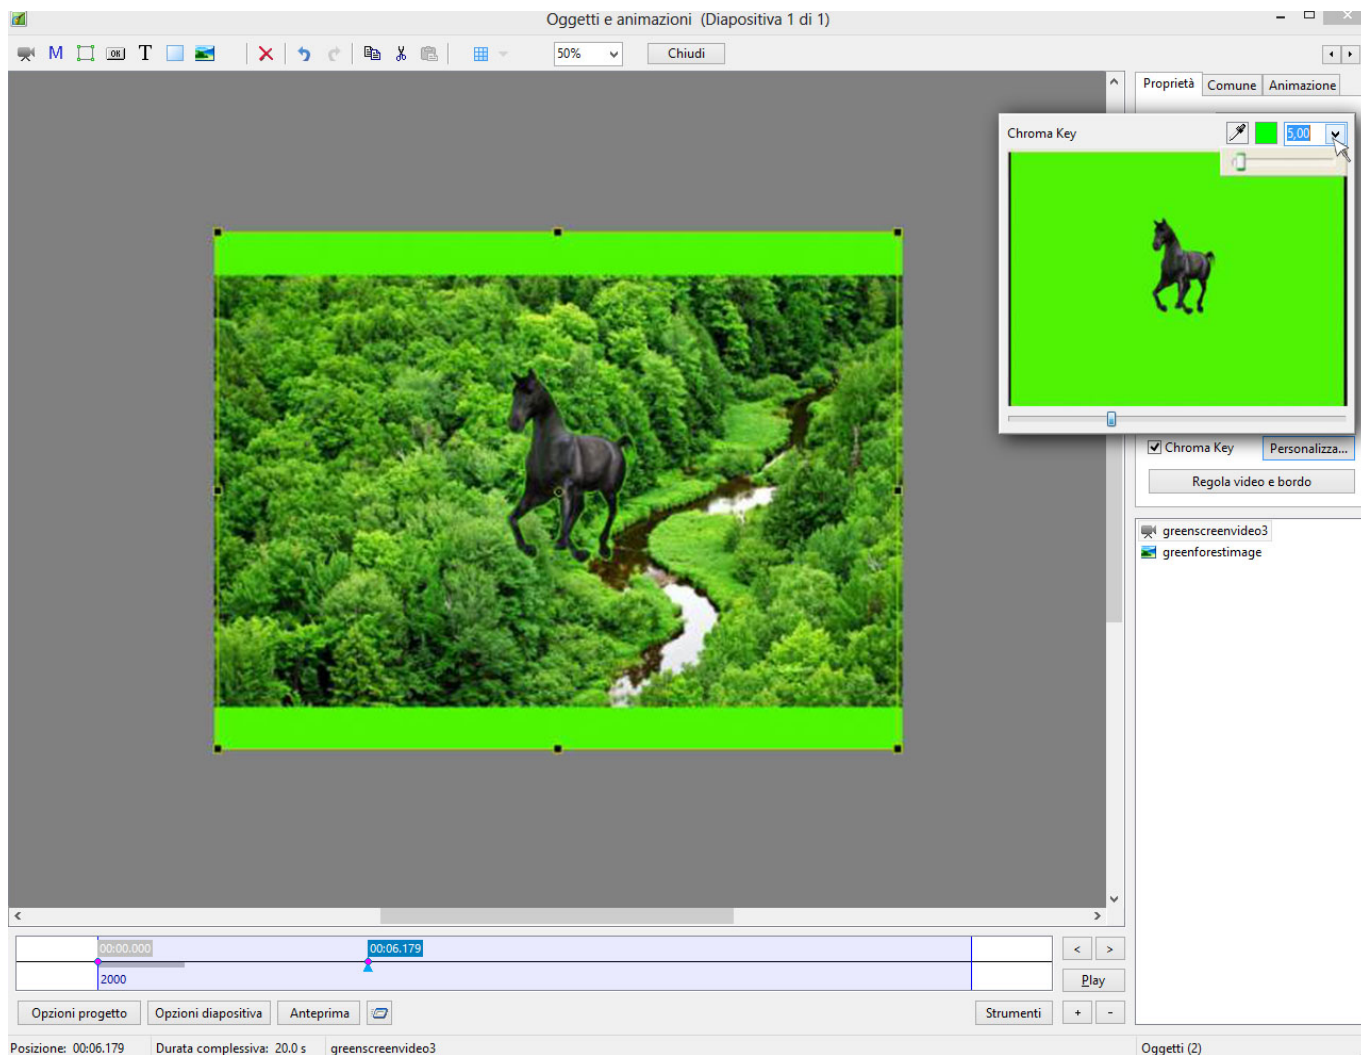 Oggetti e animazioni (Diapositiva 1 di 1)
M OK T 50% Chiudi
Proprietà Comune Animazione
Chroma Key 5,00
Chroma Key Personalizza...
Regola video e bordo
greenscreenvideo3
greenforestimage
00:00.000 00:06.179
2000
< >
Play
Opzioni progetto Opzioni diapositiva Anteprima Strumenti + -
Posizione: 00:06.179 Durata complessiva: 20.0 s greenscreenvideo3 Oggetti (2)